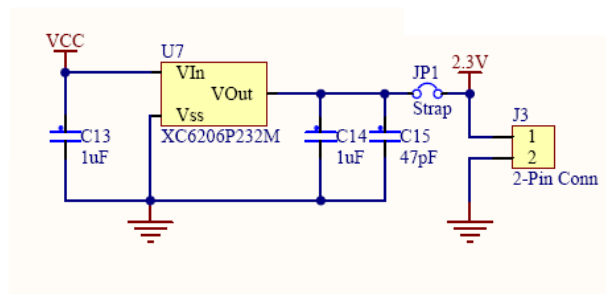 VCC
U7
VIn
VOut
Vss
XC6206P232M
C13
1uF
C14
1uF
C15
47pF
JP1
Strap
2.3V
J3
1
2
2-Pin Conn